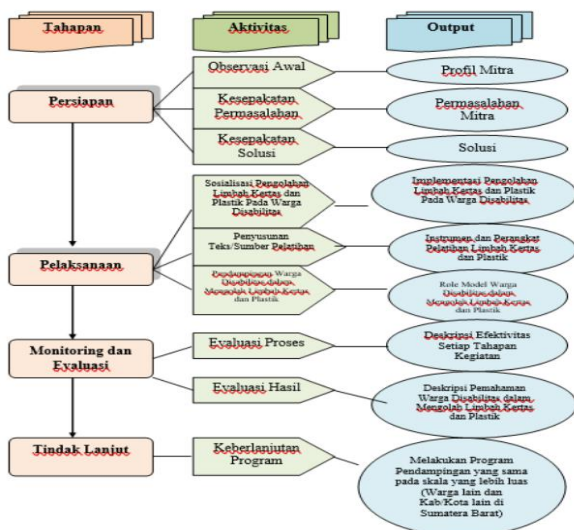 Tahapan
Aktivitas
Output
Persiapan
Observasi Awal
Profil Mitra
Kesepakatan
Permasalahan
Permasalahan
Mitra
Kesepakatan
Solusi
Solusi
Pelaksanaan
Sosialisasi Pengolahan
Limbah Kertas dan
Plastik Pada Warga
Disabilitas
Implementasi Pengolahan
Limbah Kertas dan Plastik
Pada Warga Disabilitas
Penyusunan
Teks/Sumber Pelatihan
Instrumen dan Perangkat
Pelatihan Limbah Kertas
dan Plastik
Pendampingan Warga
Disabilitas dalam
Mengolah Limbah Kertas
dan Plastik
Role Model Warga
Disabilitas dalam
Mengolah Limbah Kertas
dan Plastik
Monitoring dan
Evaluasi
Evaluasi Proses
Deskripsi Efektivitas
Setiap Tahapan
Kegiatan
Evaluasi Hasil
Deskripsi Pemahaman
Warga Disabilitas dalam
Mengolah Limbah Kertas
dan Plastik
Tindak Lanjut
Keberlanjutan
Program
Melakukan Program
Pendampingan yang sama
pada skala yang lebih luas
(Warga lain dan
Kab/Kota lain di
Sumatera Barat)